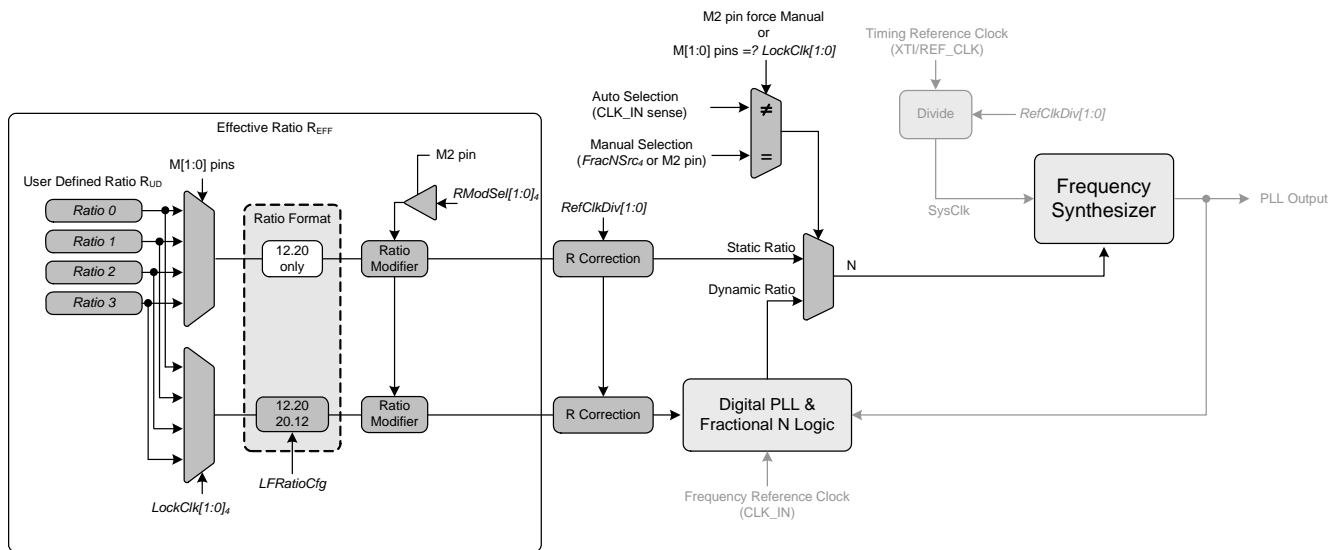 M2 pin force Manual
or
M[1:0] pins =? LockClk[1:0]
Timing Reference Clock
(XTI/REF_CLK)
Auto Selection
(CLK_IN sense)
≠
Divide
RefClkDiv[1:0]
Effective Ratio REFF
Manual Selection
(FracNSrc4 or M2 pin)
=
M[1:0] pins
M2 pin
User Defined Ratio RUD
RModSel[1:0]4
Frequency
Synthesizer
PLL Output
SysClk
Ratio 0
Ratio 1
Ratio 2
Ratio 3
Ratio Format
12.20
only
Ratio
Modifier
RefClkDiv[1:0]
R Correction
Static Ratio
N
Dynamic Ratio
12.20
20.12
Ratio
Modifier
R Correction
Digital PLL &
Fractional N Logic
LFRatioCfg
LockClk[1:0]4
Frequency Reference Clock
(CLK_IN)